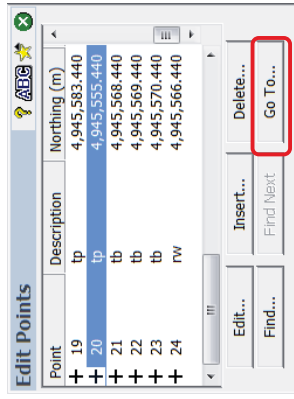 Edit Points ? ABC
Point Description Northing (m)
19 tp 4,945,583.440
20 tp 4,945,555.440
21 tb 4,945,568.440
22 tb 4,945,569.440
23 tb 4,945,570.440
24 rw 4,945,566.440
Edit... Insert... Delete...
Find... Find Next Go To...